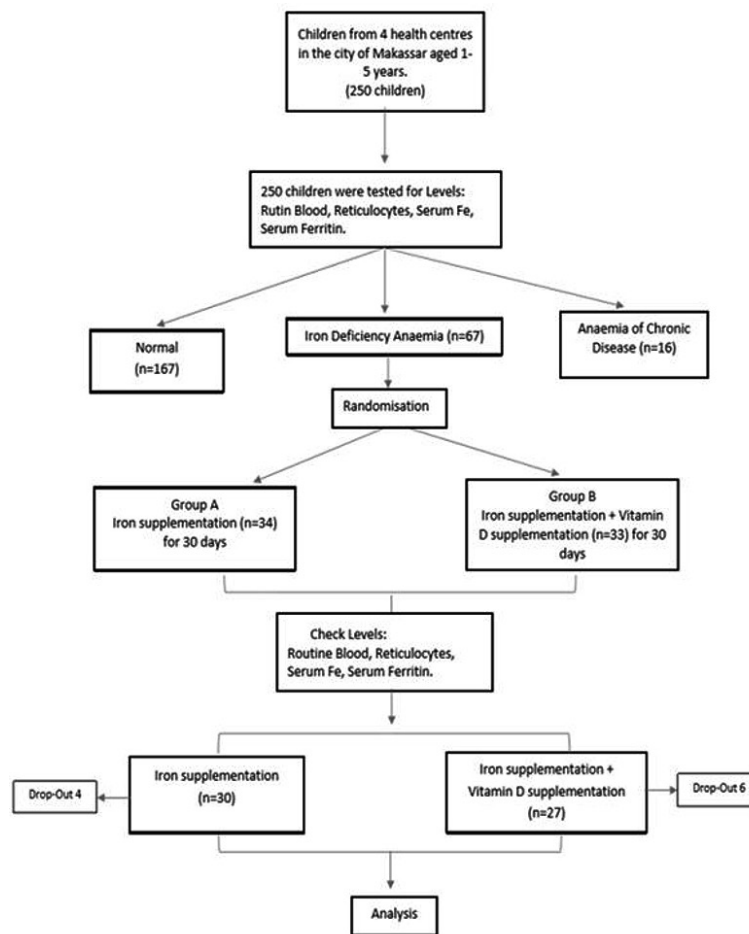 Children from 4 health centres
in the city of Makassar aged 1-
5 years.
(250 children)
250 children were tested for Levels:
Rutin Blood, Reticulocytes, Serum Fe,
Serum Ferritin.
Normal
(n=167)
Iron Deficiency Anaemia (n=67)
Anaemia of Chronic
Disease (n=16)
Randomisation
Group A
Iron supplementation (n=34)
for 30 days
Group B
Iron supplementation + Vitamin
D supplementation (n=33) for 30
days
Check Levels:
Routine Blood, Reticulocytes,
Serum Fe, Serum Ferritin.
Drop-Out 4
Iron supplementation
(n=30)
Iron supplementation +
Vitamin D supplementation
(n=27)
Drop-Out 6
Analysis